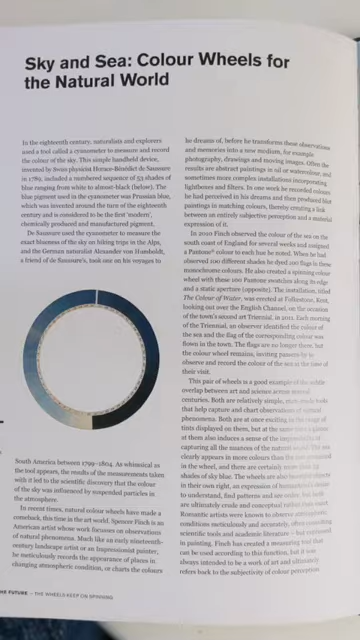 Sky and Sea: Colour Wheels for
the Natural World
In the eighteenth century, naturalists and explorers
used a tool called a cyanometer to measure and record
the colour of the sky. This simple handheld device,
invented by Swiss physicist Horace-Bénédict de Saussure
in 1789, included a numbered sequence of 53 shades of
blue ranging from white to almost-black (below). The
blue pigment used in the cyanometer was Prussian blue,
which was invented around the turn of the eighteenth
century and is considered to be the first 'modern',
chemically produced and manufactured pigment.
De Saussure used the cyanometer to measure the
exact blueness of the sky on hiking trips in the Alps,
and the German naturalist Alexander von Humboldt,
a friend of de Saussure's, took one on his voyages to
South America between 1799–1804. As whimsical as
the tool appears, the results of the measurements taken
with it led to the scientific discovery that the colour
of the sky was influenced by suspended particles in
the atmosphere.
In recent times, natural colour wheels have made a
comeback, this time in the art world. Spencer Finch is an
American artist whose work focuses on observations
of natural phenomena. Much like an early nineteenth-
century landscape artist or an Impressionist painter,
he meticulously records the appearance of places in
changing atmospheric condition, or charts the colours
he dreams of, before he transforms these observations
and memories into a new medium, for example
photography, drawings and moving images. Often the
results are abstract paintings in oil or watercolour, and
sometimes more complex installations incorporating
lightboxes and filters. In one work he recorded colours
he had perceived in his dreams and then produced blot
paintings in matching colours, thereby creating a link
between an entirely subjective perception and a material
expression of it.
In 2010 Finch observed the colour of the sea on the
south coast of England for several weeks and assigned
a Pantone® colour to each hue he noted. When he had
observed 100 different shades he dyed 100 flags in these
monochrome colours. He also created a spinning colour
wheel with these 100 Pantone swatches along its edge
and a static aperture (opposite). The installation, titled
The Colour of Water, was erected at Folkestone, Kent,
looking out over the English Channel, on the occasion
of the town's second art Triennial, in 2011. Each morning
of the Triennial, an observer identified the colour of
the sea and the flag of the corresponding colour was
flown in the town. The flags are no longer there, but
the colour wheel remains, inviting passers-by to
observe and record the colour of the sea at the time of
their visit.
This pair of wheels is a good example of the subtle
overlap between art and science across several
centuries. Both are relatively simple, tools
that help capture and chart observations of natural
phenomena. Both are at once exciting in the range of
tints displayed on them, but at the same time a glance
at them also induces a sense of the impossibility of
capturing all the nuances of the natural world. The sea
clearly appears in more colours than the
in the wheel, and there are certainly more than 53
shades of sky blue. The wheels are also objects
in their own right, an expression of humankind's desire
to understand, find patterns and order, but both
are ultimately crude and conceptual rather than exact.
Romantic artists were known to observe atmospheric
conditions meticulously and accurately, often consulting
scientific tools and academic literature – but
in painting. Finch has created a measuring tool that
can be used according to this function, but it was
always intended to be a work of art and ultimately
refers back to the subjectivity of colour perception
HE FUTURE – THE WHEELS KEEP ON SPINNING